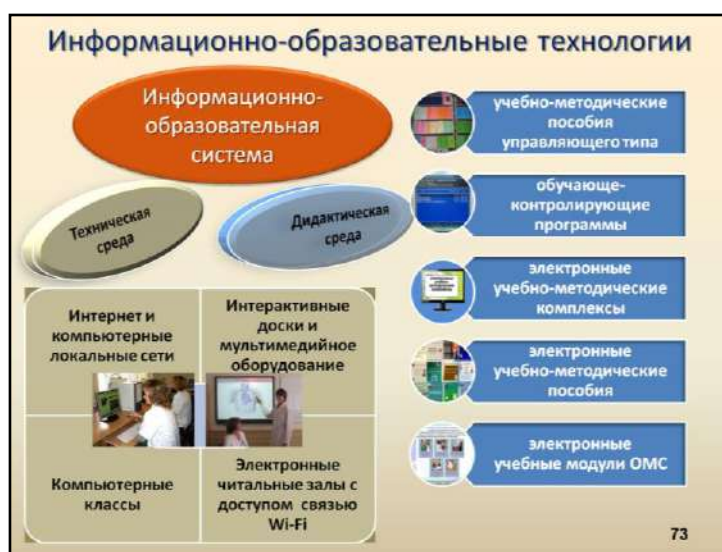 Информационно-образовательные технологии
Информационно-
образовательная
система
Техническая
среда
Дидактическая
среда
Интернет и
компьютерные
локальные сети
Интерактивные
доски и
мультимедийное
оборудование
Компьютерные
классы
Электронные
читальные залы с
доступом связью
Wi-Fi
учебно-методические
пособия
управляющего типа
обучающе-
контролирующие
программы
электронные
учебно-методические
комплексы
электронные
учебно-методические
пособия
электронные
учебные модули ОМС
73